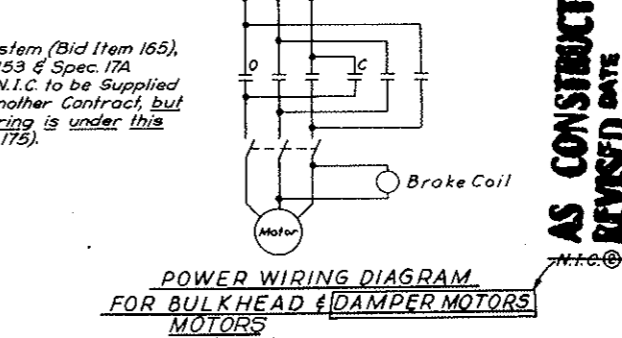 stem (Bid Item 165),
153 & Spec. 17A
N.I.C. to be Supplied
nother Contract, but
ring is under this
175).
O
C
Brake Coil
Motor
POWER WIRING DIAGRAM
FOR BULKHEAD & DAMPER MOTORS
MOTORS
AS CONSTRUCT
REVISED DATE
N.I.C.